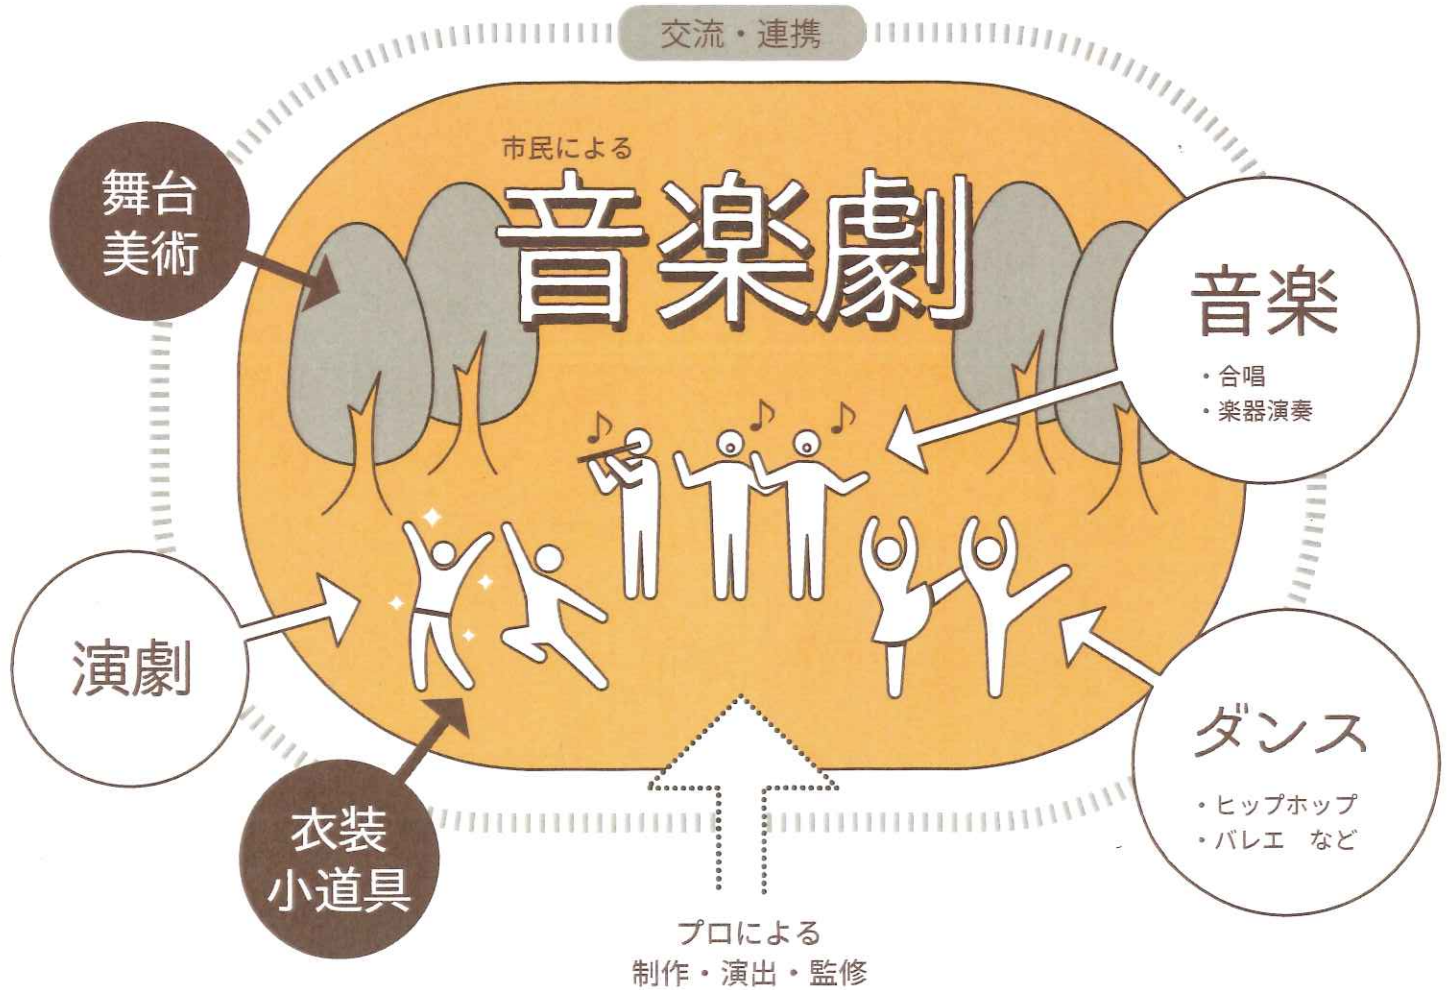 交流・連携
市民による
音楽劇
舞台
美術
音楽
・合唱
・楽器演奏
演劇
ダンス
・ヒップホップ
・バレエ　など
衣装
小道具
プロによる
制作・演出・監修